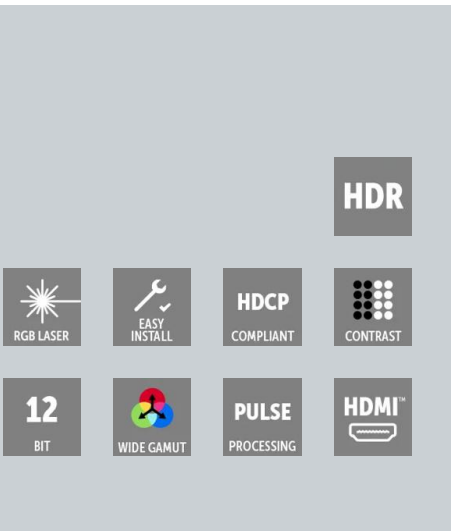 HDR
RGB LASER
EASY
INSTALL
HDCP
COMPLIANT
CONTRAST
12
BIT
WIDE GAMUT
PULSE
PROCESSING
HDMI™